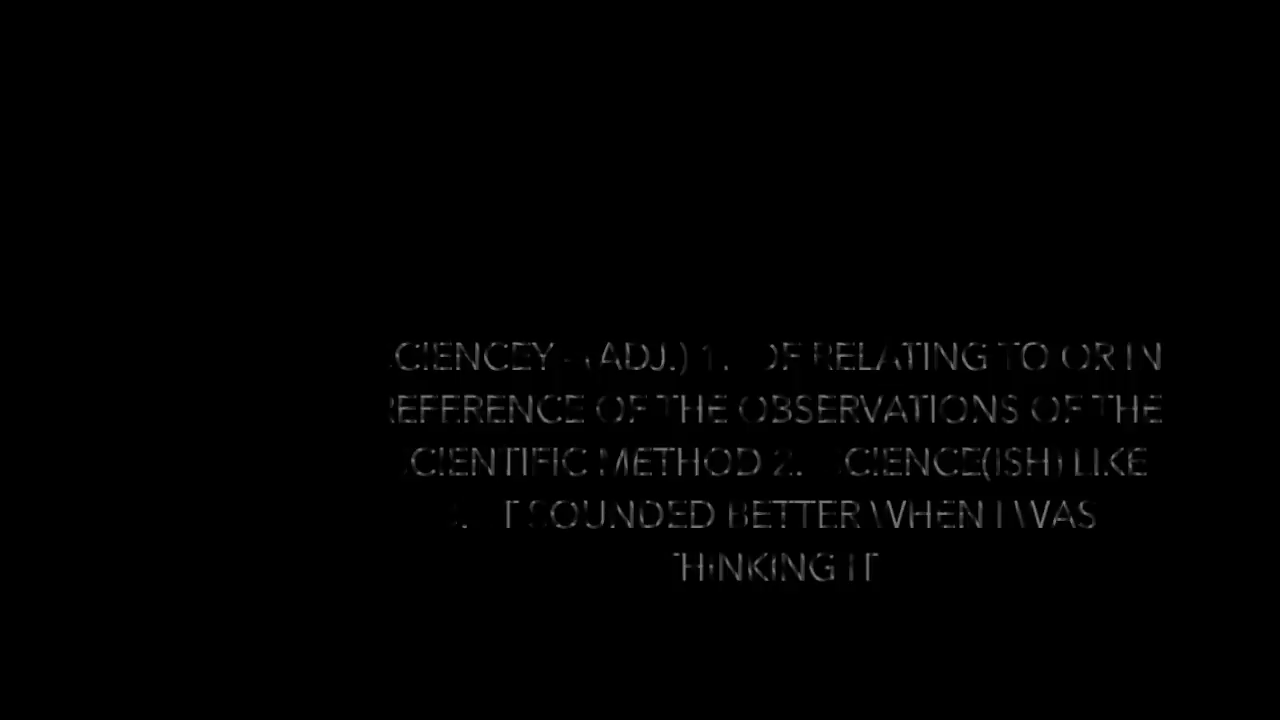 SCIENCEY - (ADJ.) 1. OF RELATING TO OR IN
REFERENCE OF THE OBSERVATIONS OF THE
SCIENTIFIC METHOD 2. SCIENCE(ISH) LIKE
3. IT SOUNDED BETTER WHEN I WAS
THINKING IT